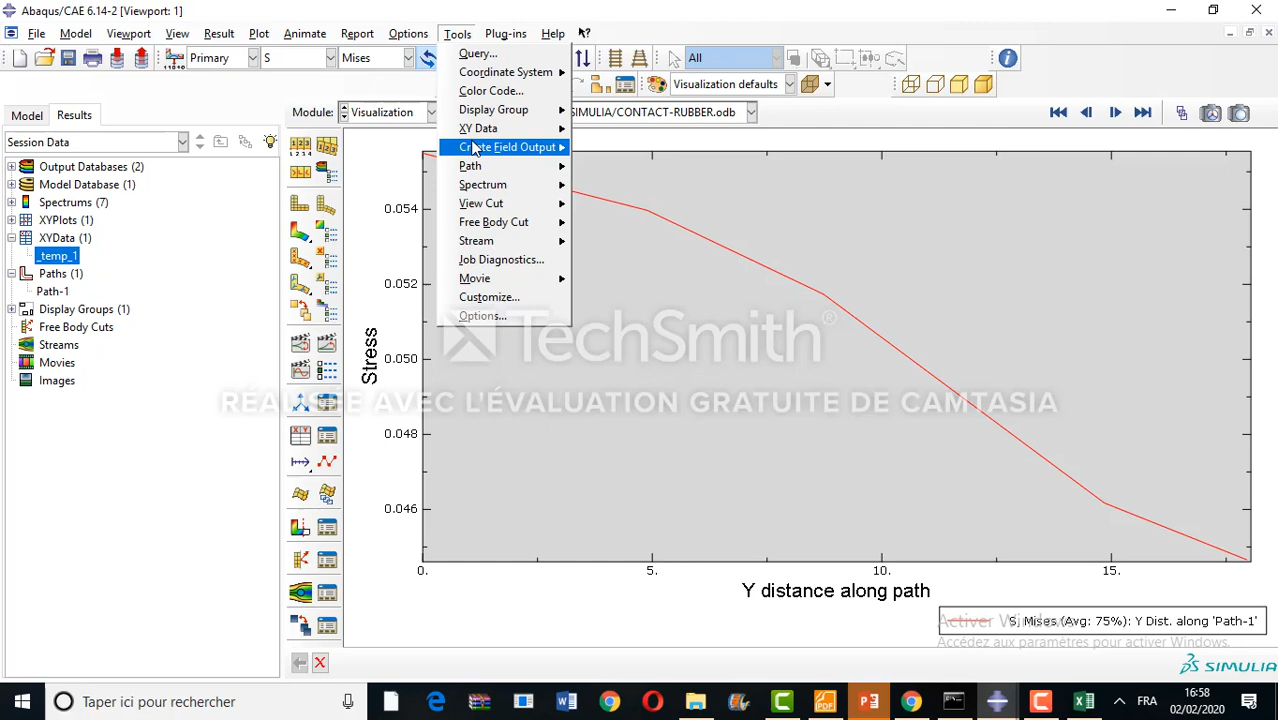 Abaqus/CAE 6.14-2 [Viewport: 1]
File Model Viewport View Result Plot Animate Report Options Tools Plug-ins Help
Primary S Mises All
Visualization defaults
Query...
Coordinate System
Color Code...
Display Group
XY Data
Create Field Output
Path
Spectrum
View Cut
Free Body Cut
Stream
Job Diagnostics...
Movie
Customize...
Options...
Model Results
Module: Visualization SIMULIA/CONTACT-RUBBER.odb
Session Data
Output Databases (2)
Model Database (1)
Spectrums (7)
XYPlots (1)
XYData (1)
_temp_1
Paths (1)
Path-1
Display Groups (1)
Free Body Cuts
Streams
Movies
Images
0.054
0.052
0.050
0.048
0.046
Stress
0. 5. 10. 15.
Y distance along path
S, Mises (Avg: 75%): Y Dist. along 'Path-1'
TechSmith®
RÉALISÉE AVEC L'ÉVALUATION GRATUITE DE CAMTASIA
Activer Windows
Accédez aux paramètres pour activer Windows.
SIMULIA
Taper ici pour rechercher
FRA
16:58
02/02/2020